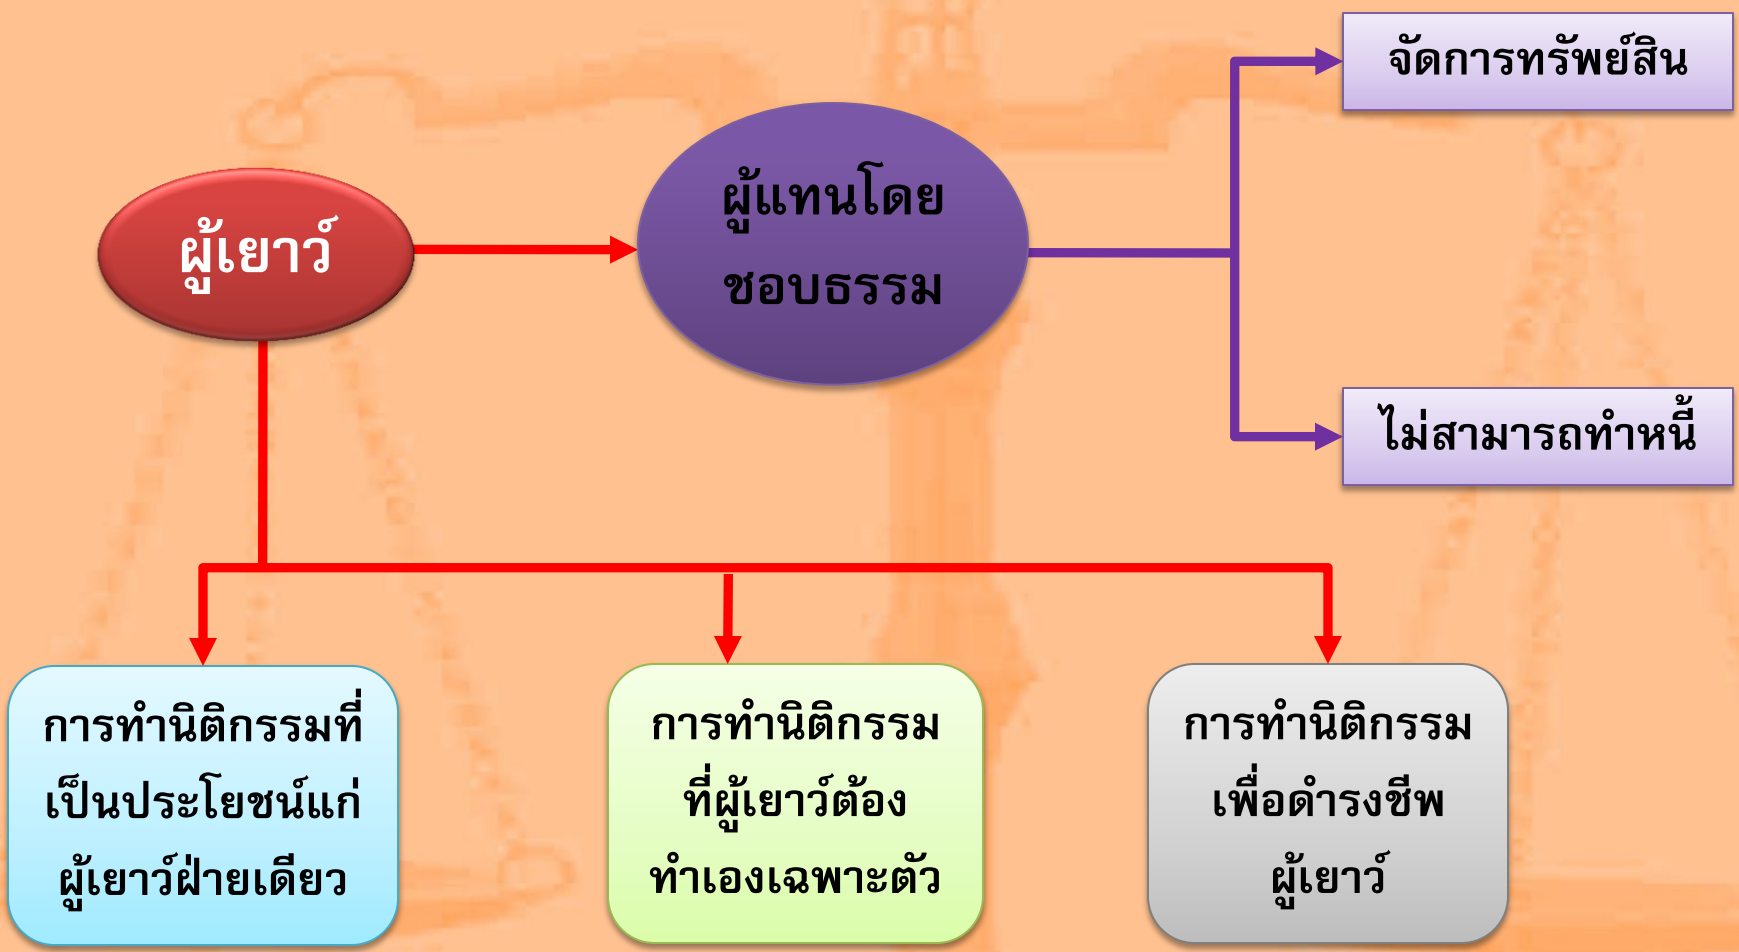 จัดการทรัพย์สิน
ผู้แทนโดย
ชอบธรรม
ผู้เยาว์
ไม่สามารถทำหนี้
การทำนิติกรรมที่
เป็นประโยชน์แก่
ผู้เยาว์ฝ่ายเดียว
การทำนิติกรรม
ที่ผู้เยาว์ต้อง
ทำเองเฉพาะตัว
การทำนิติกรรม
เพื่อดำรงชีพ
ผู้เยาว์